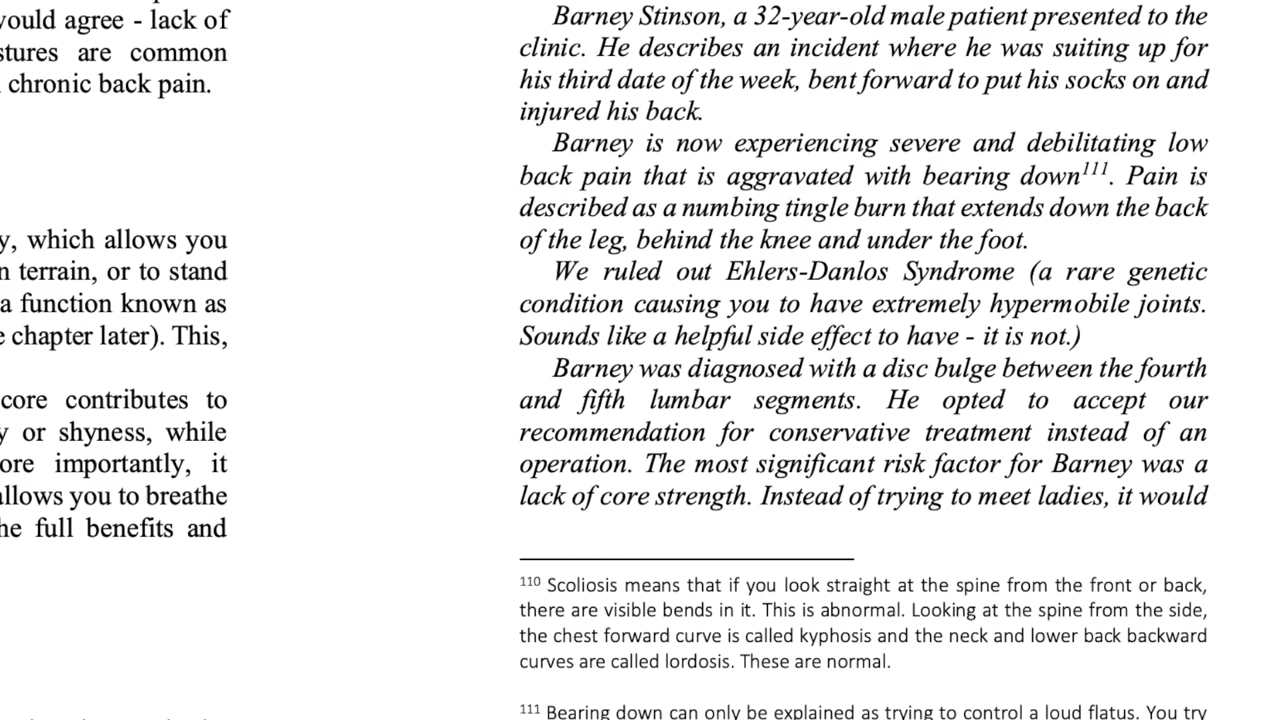 would agree - lack of
stures are common
chronic back pain.
y, which allows you
n terrain, or to stand
a function known as
e chapter later). This,
core contributes to
y or shyness, while
ore importantly, it
allows you to breathe
he full benefits and
Barney Stinson, a 32-year-old male patient presented to the
clinic. He describes an incident where he was suiting up for
his third date of the week, bent forward to put his socks on and
injured his back.
Barney is now experiencing severe and debilitating low
back pain that is aggravated with bearing down¹¹¹. Pain is
described as a numbing tingle burn that extends down the back
of the leg, behind the knee and under the foot.
We ruled out Ehlers-Danlos Syndrome (a rare genetic
condition causing you to have extremely hypermobile joints.
Sounds like a helpful side effect to have - it is not.)
Barney was diagnosed with a disc bulge between the fourth
and fifth lumbar segments. He opted to accept our
recommendation for conservative treatment instead of an
operation. The most significant risk factor for Barney was a
lack of core strength. Instead of trying to meet ladies, it would
¹¹⁰ Scoliosis means that if you look straight at the spine from the front or back,
there are visible bends in it. This is abnormal. Looking at the spine from the side,
the chest forward curve is called kyphosis and the neck and lower back backward
curves are called lordosis. These are normal.
¹¹¹ Bearing down can only be explained as trying to control a loud flatus. You try